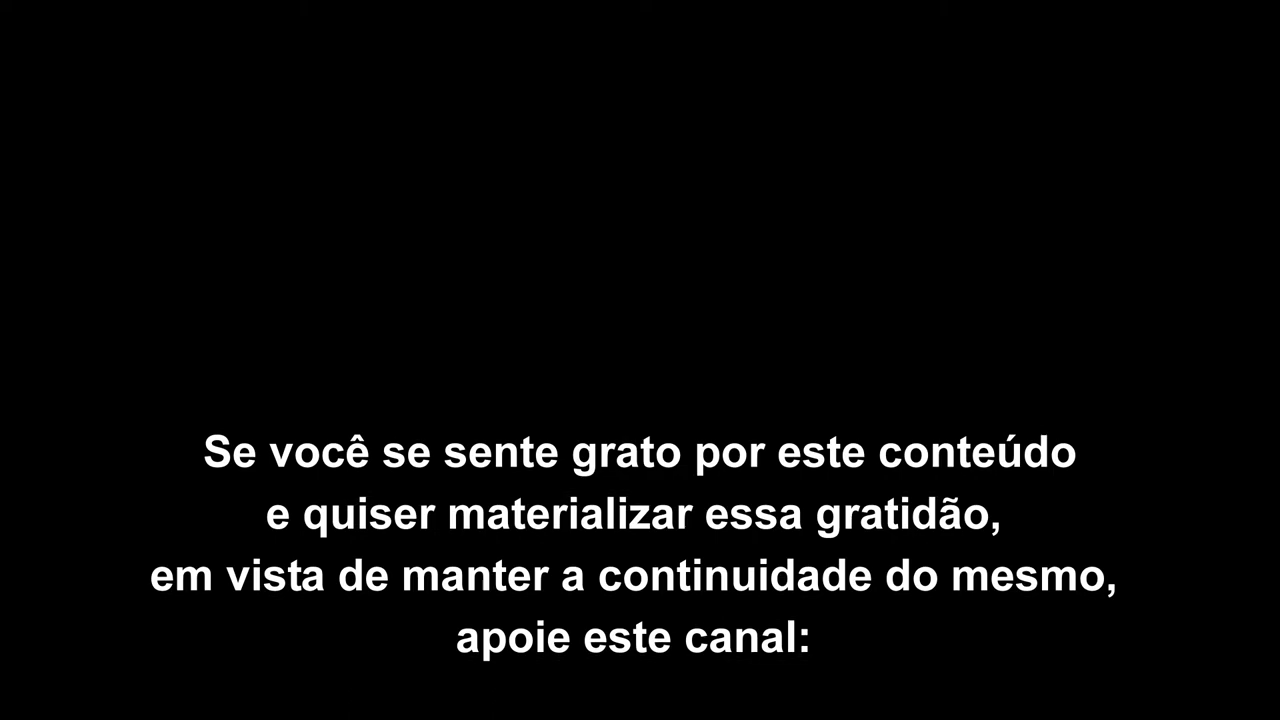 Se você se sente grato por este conteúdo
e quiser materializar essa gratidão,
em vista de manter a continuidade do mesmo,
apoie este canal: